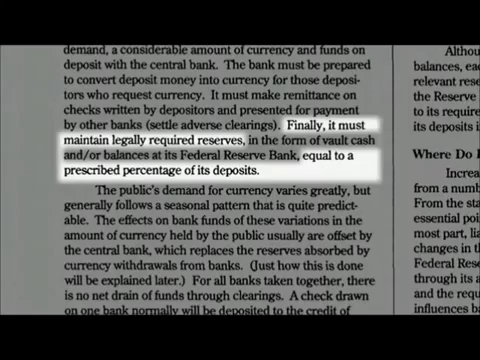 demand, a considerable amount of currency and funds on
deposit with the central bank. The bank must be prepared
to convert deposit money into currency for those deposi-
tors who request currency. It must make remittance on
checks written by depositors and presented for payment
by other banks (settle adverse clearings). Finally, it must
maintain legally required reserves, in the form of vault cash
and/or balances at its Federal Reserve Bank, equal to a
prescribed percentage of its deposits.
The public's demand for currency varies greatly, but
generally follows a seasonal pattern that is quite predict-
able. The effects on bank funds of these variations in the
amount of currency held by the public usually are offset by
the central bank, which replaces the reserves absorbed by
currency withdrawals from banks. (Just how this is done
will be explained later.) For all banks taken together, there
is no net drain of funds through clearings. A check drawn
on one bank normally will be deposited to the credit of
Althou
balances, eac
relevant rese
the Reserve
to its require
its depositors
Where Do
Increa
from a numb
From the sta
essential poi
most part, lia
changes in th
Federal Rese
through its a
and the requ
influences b